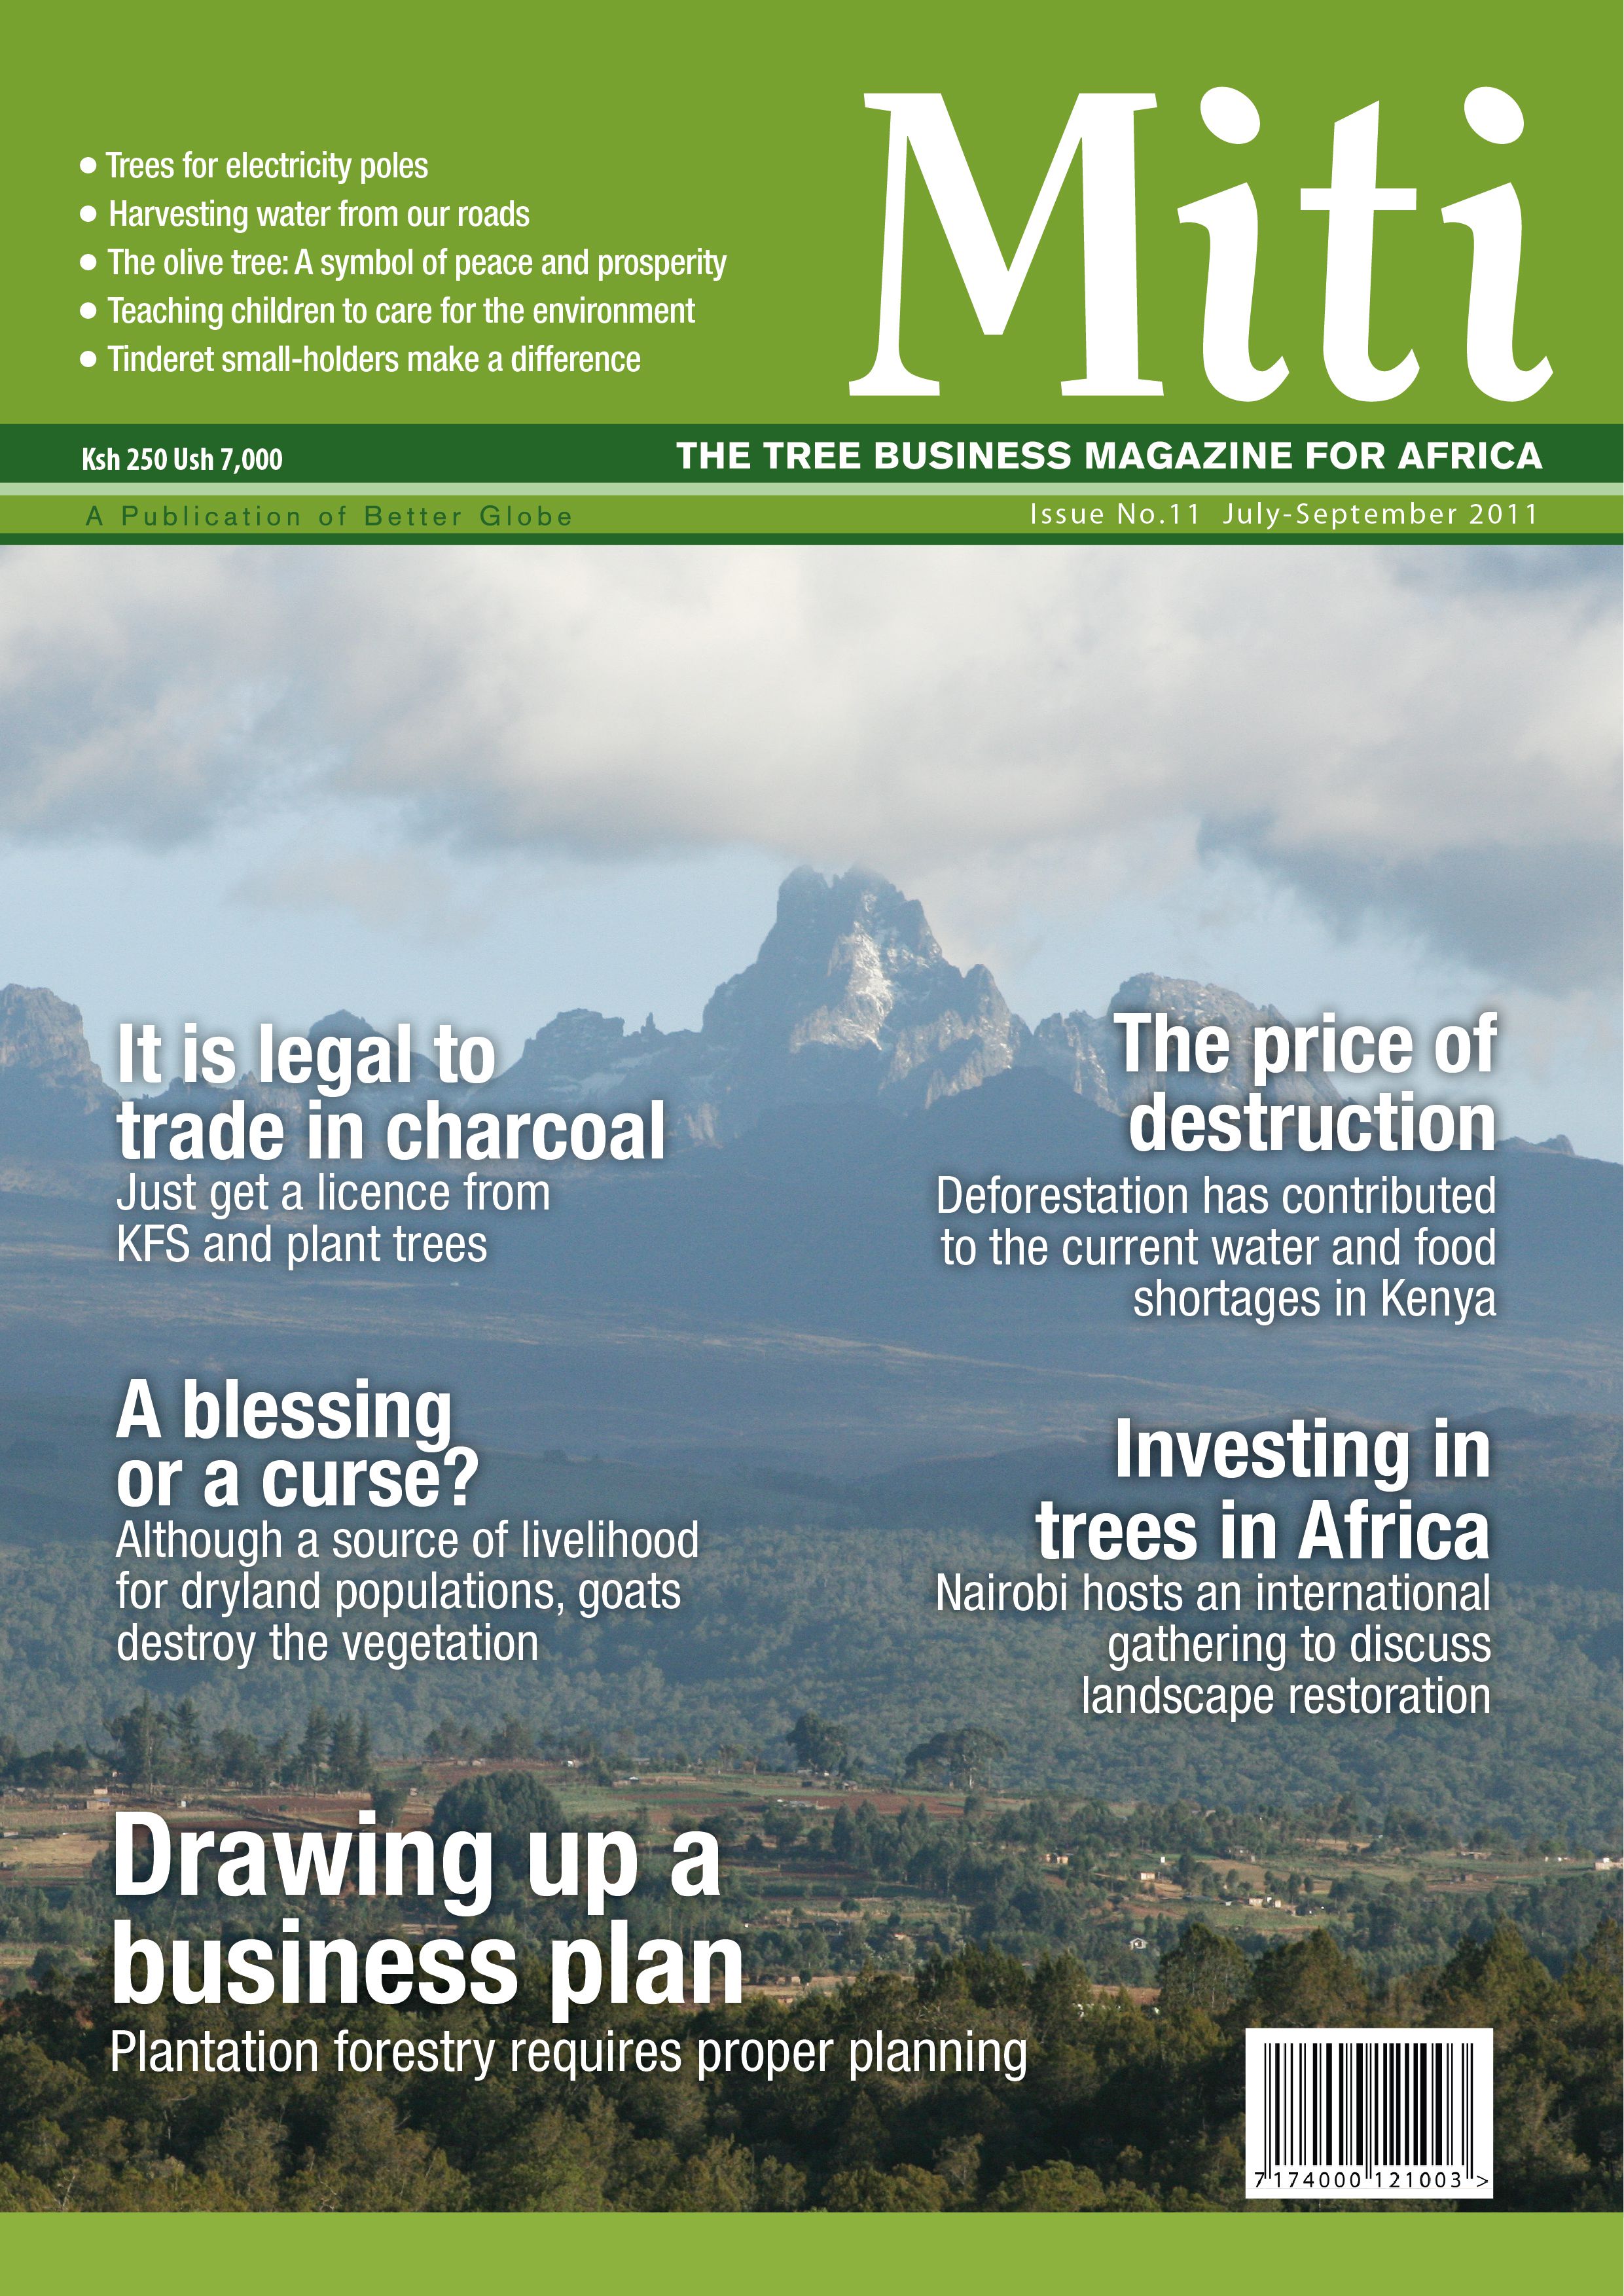 • Trees for electricity poles
• Harvesting water from our roads
• The olive tree: A symbol of peace and prosperity
• Teaching children to care for the environment
• Tinderet small-holders make a difference
Miti
Ksh 250 Ush 7,000
THE TREE BUSINESS MAGAZINE FOR AFRICA
A Publication of Better Globe
Issue No.11 July-September 2011
It is legal to
trade in charcoal
Just get a licence from
KFS and plant trees
The price of
destruction
Deforestation has contributed
to the current water and food
shortages in Kenya
A blessing
or a curse?
Although a source of livelihood
for dryland populations, goats
destroy the vegetation
Investing in
trees in Africa
Nairobi hosts an international
gathering to discuss
landscape restoration
Drawing up a
business plan
Plantation forestry requires proper planning
7 174000 121003 >